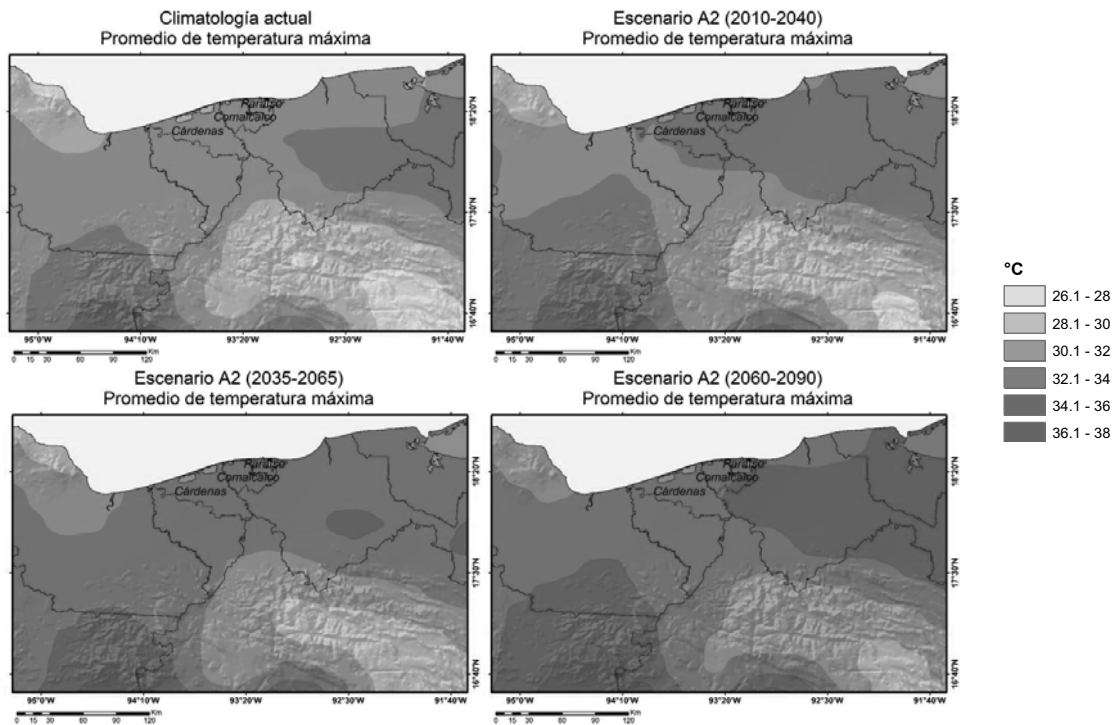 Climatología actual
Promedio de temperatura máxima
Paraíso
Comalcalco
Cárdenas
18°20'N
17°30'N
16°40'N
95°0'W
94°10'W
93°20'W
92°30'W
91°40'W
0 15 30 60 90 120 Km
Escenario A2 (2010-2040)
Promedio de temperatura máxima
Paraíso
Comalcalco
Cárdenas
18°20'N
17°30'N
16°40'N
95°0'W
94°10'W
93°20'W
92°30'W
91°40'W
0 15 30 60 90 120 Km
Escenario A2 (2035-2065)
Promedio de temperatura máxima
Paraíso
Comalcalco
Cárdenas
18°20'N
17°30'N
16°40'N
95°0'W
94°10'W
93°20'W
92°30'W
91°40'W
0 15 30 60 90 120 Km
Escenario A2 (2060-2090)
Promedio de temperatura máxima
Paraíso
Comalcalco
Cárdenas
18°20'N
17°30'N
16°40'N
95°0'W
94°10'W
93°20'W
92°30'W
91°40'W
0 15 30 60 90 120 Km
°C
26.1 - 28
28.1 - 30
30.1 - 32
32.1 - 34
34.1 - 36
36.1 - 38